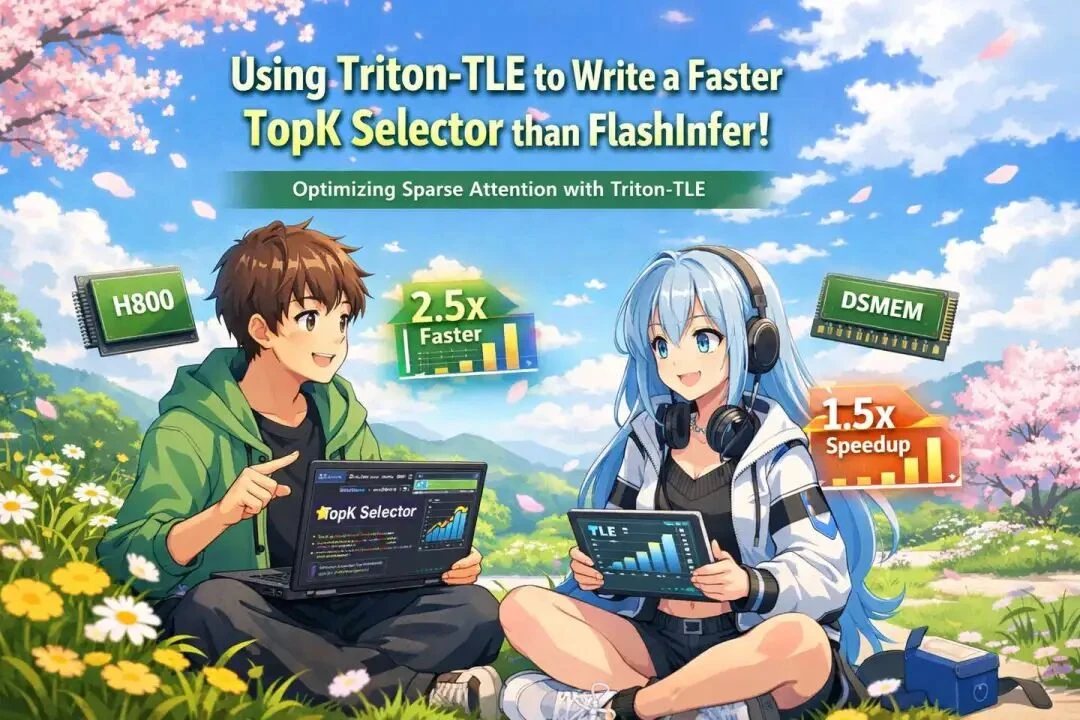 Using Triton-TLE to Write a Faster
TopK Selector than FlashInfer!
Optimizing Sparse Attention with Triton-TLE
H800
2.5x
Faster
DSMEM
1.5x
Speedup
TopK Selector
TLE